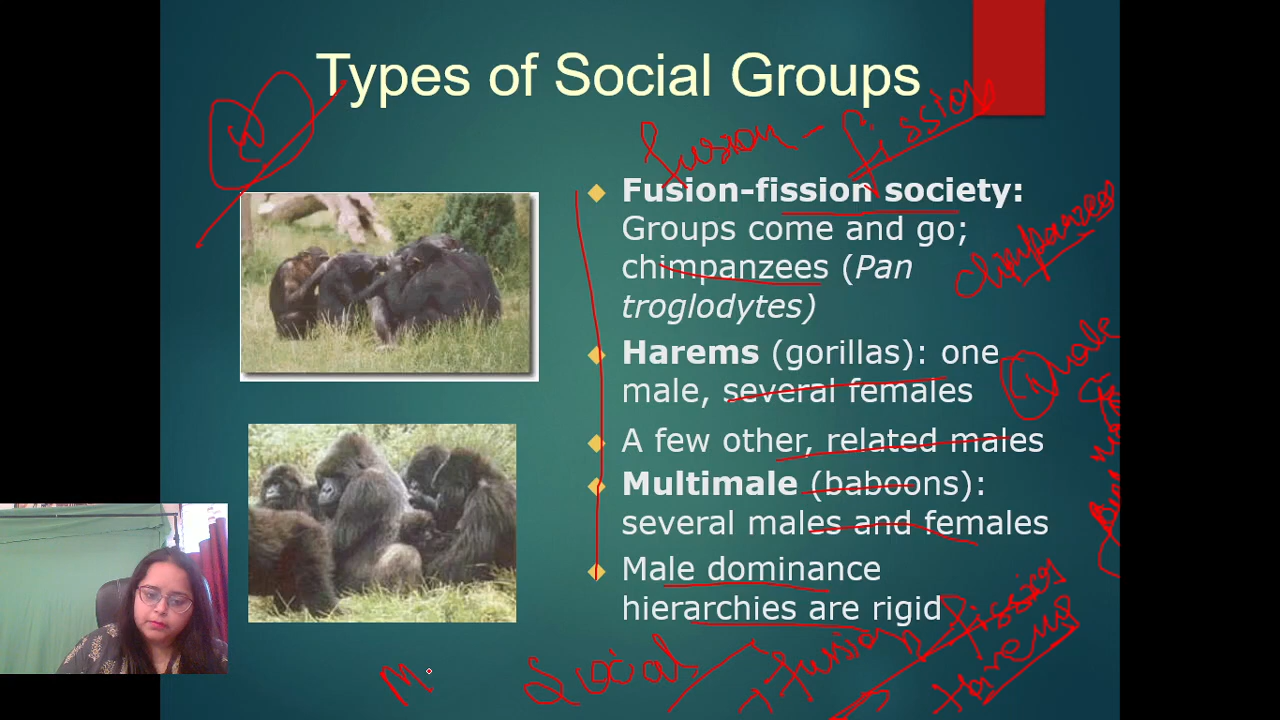 Types of Social Groups
fusion - fission
Fusion-fission society:
Groups come and go;
chimpanzees (Pan
troglodytes)
chimpanzees
Harems (gorillas): one
male, several females
male
A few other, related males
Multimale (baboons):
several males and females
Male dominance
hierarchies are rigid
M
Social
fusion fission